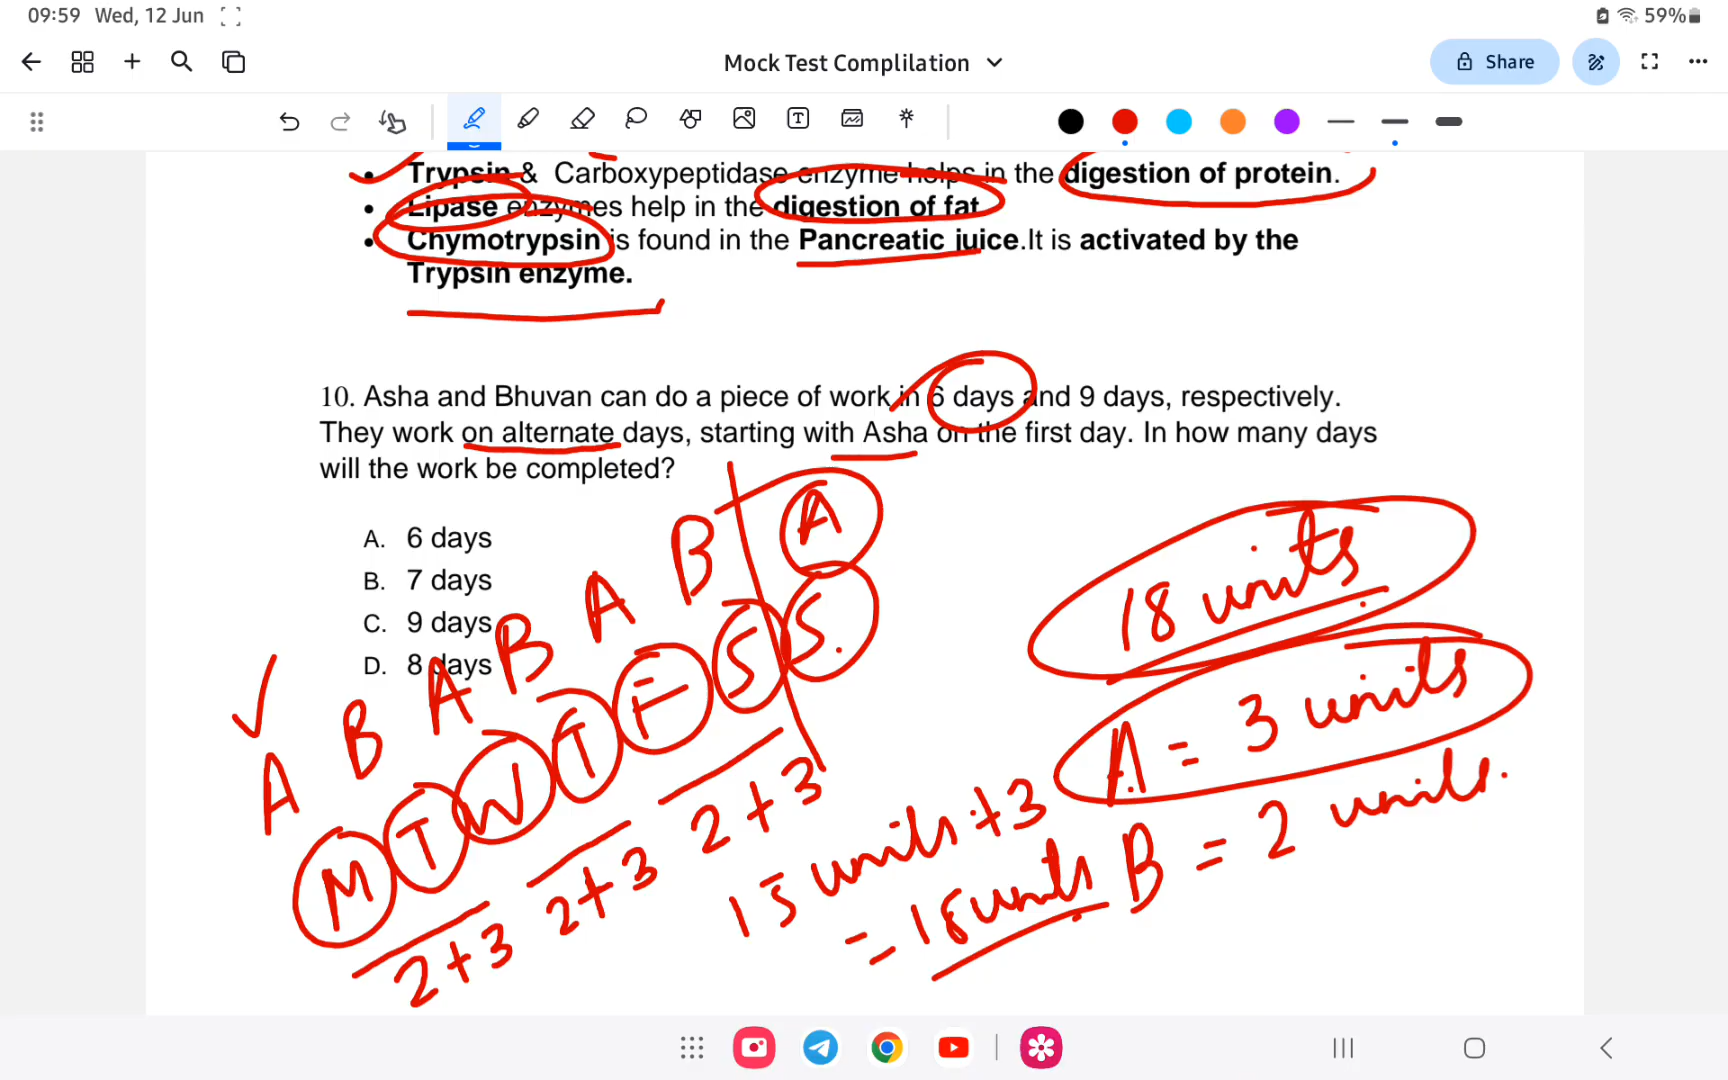 09:59 Wed, 12 Jun
59%
Mock Test Complilation
Share
• Trypsin & Carboxypeptidase enzyme helps in the digestion of protein.
• Lipase enzymes help in the digestion of fat
• Chymotrypsin is found in the Pancreatic juice.It is activated by the
Trypsin enzyme.
10. Asha and Bhuvan can do a piece of work in 6 days and 9 days, respectively.
They work on alternate days, starting with Asha on the first day. In how many days
will the work be completed?
A. 6 days
B. 7 days
C. 9 days
D. 8 days
A B A B A B A
M T W T F S S.
2+3 2+3 2+3
15 units + 3
= 18 units
18 units
A = 3 units
B = 2 units.